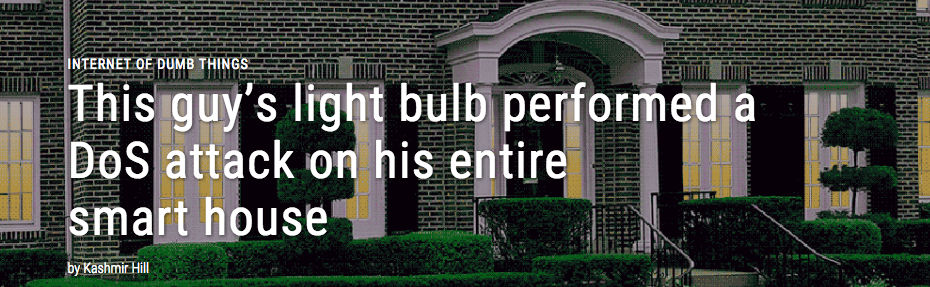 INTERNET OF DUMB THINGS
This guy’s light bulb performed a
DoS attack on his entire
smart house
by Kashmir Hill